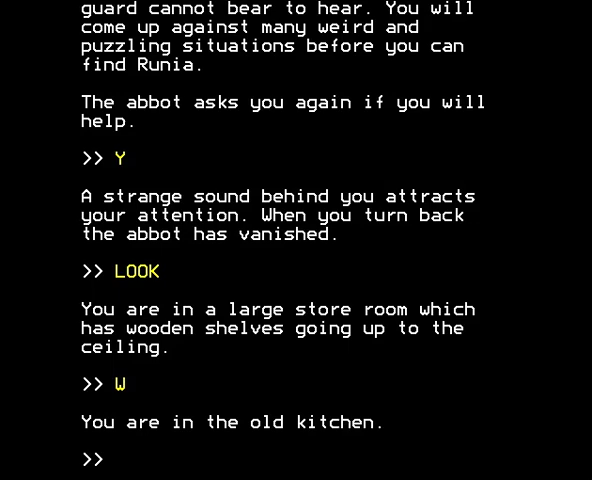 guard cannot bear to hear. You will
come up against many weird and
puzzling situations before you can
find Runia.
The abbot asks you again if you will
help.
>> Y
A strange sound behind you attracts
your attention. When you turn back
the abbot has vanished.
>> LOOK
You are in a large store room which
has wooden shelves going up to the
ceiling.
>> W
You are in the old kitchen.
>>